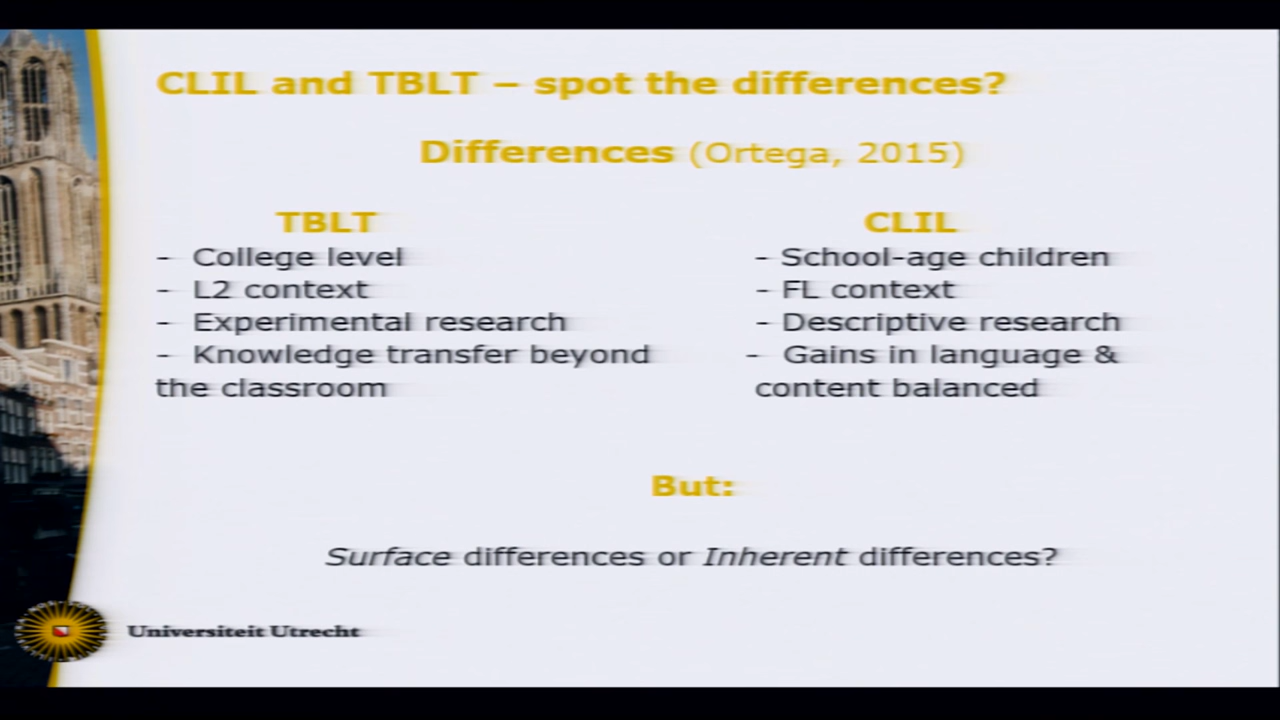 CLIL and TBLT – spot the differences?
Differences (Ortega, 2015)
TBLT
- College level
- L2 context
- Experimental research
- Knowledge transfer beyond
the classroom
CLIL
- School-age children
- FL context
- Descriptive research
- Gains in language &
content balanced
But:
Surface differences or Inherent differences?
Universiteit Utrecht